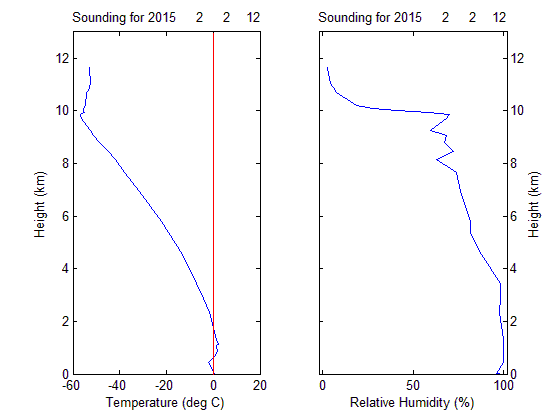 Sounding for 2015 2 2 12
Sounding for 2015 2 2 12
Height (km)
12
10
8
6
4
2
0
-60 -40 -20 0 20
Temperature (deg C)
12
10
8
6
4
2
0
Height (km)
0 50 100
Relative Humidity (%)